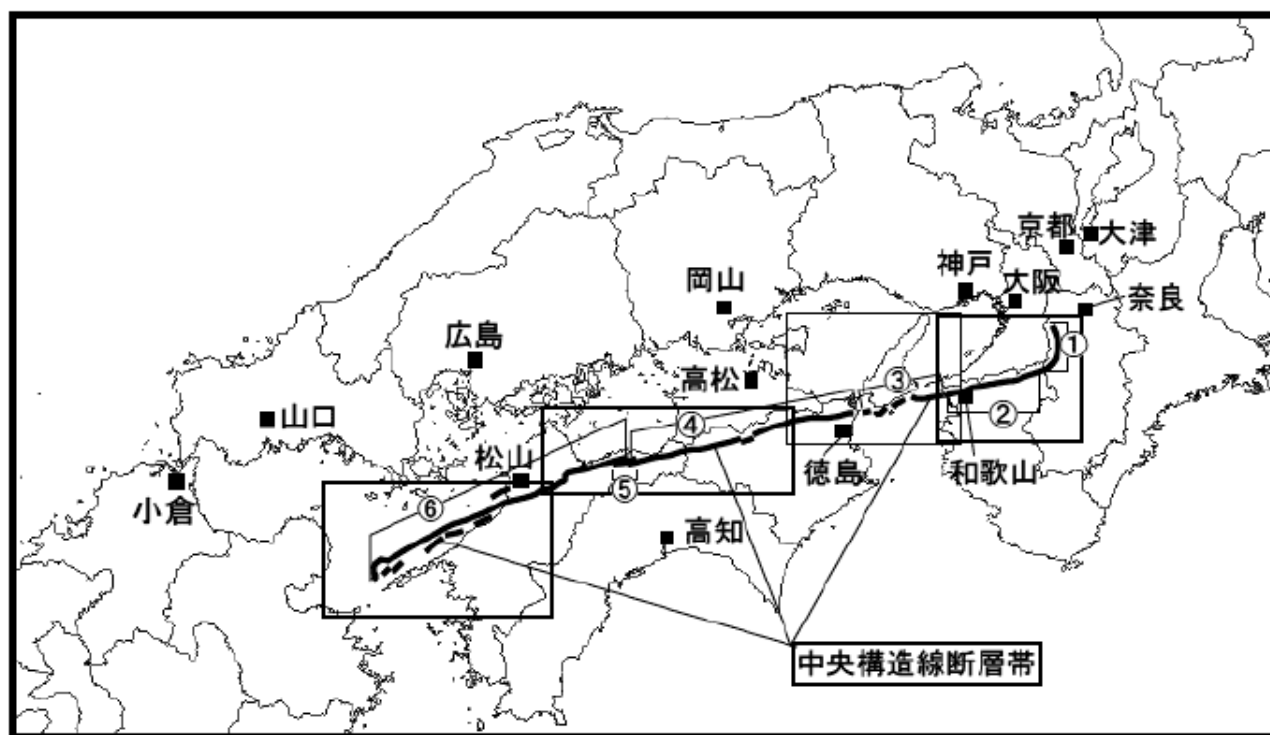 京都
大津
神戸
大阪
奈良
岡山
①
広島
高松
③
②
山口
④
松山
徳島
和歌山
⑤
小倉
⑥
高知
中央構造線断層帯